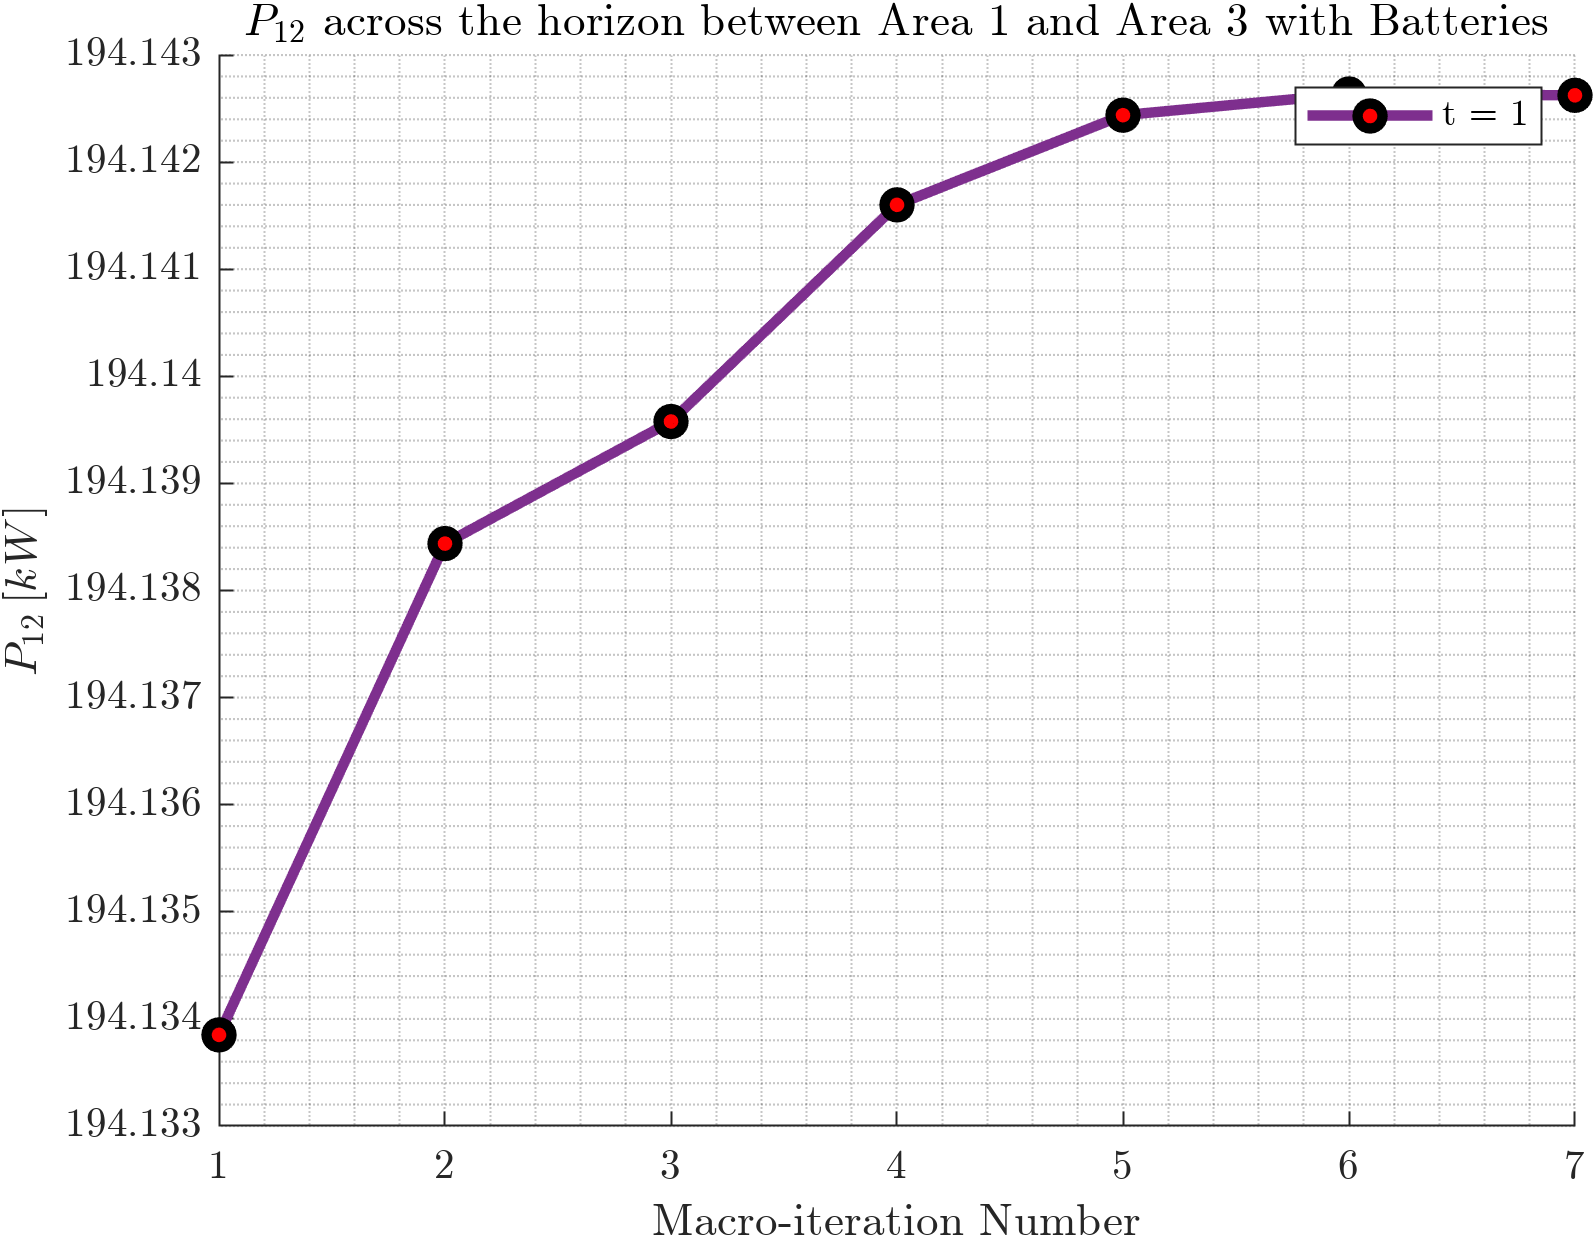 P₁₂ across the horizon between Area 1 and Area 3 with Batteries
194.143
194.142
194.141
194.14
194.139
194.138
194.137
194.136
194.135
194.134
194.133
P₁₂ [kW]
t = 1
1 2 3 4 5 6 7
Macro-iteration Number